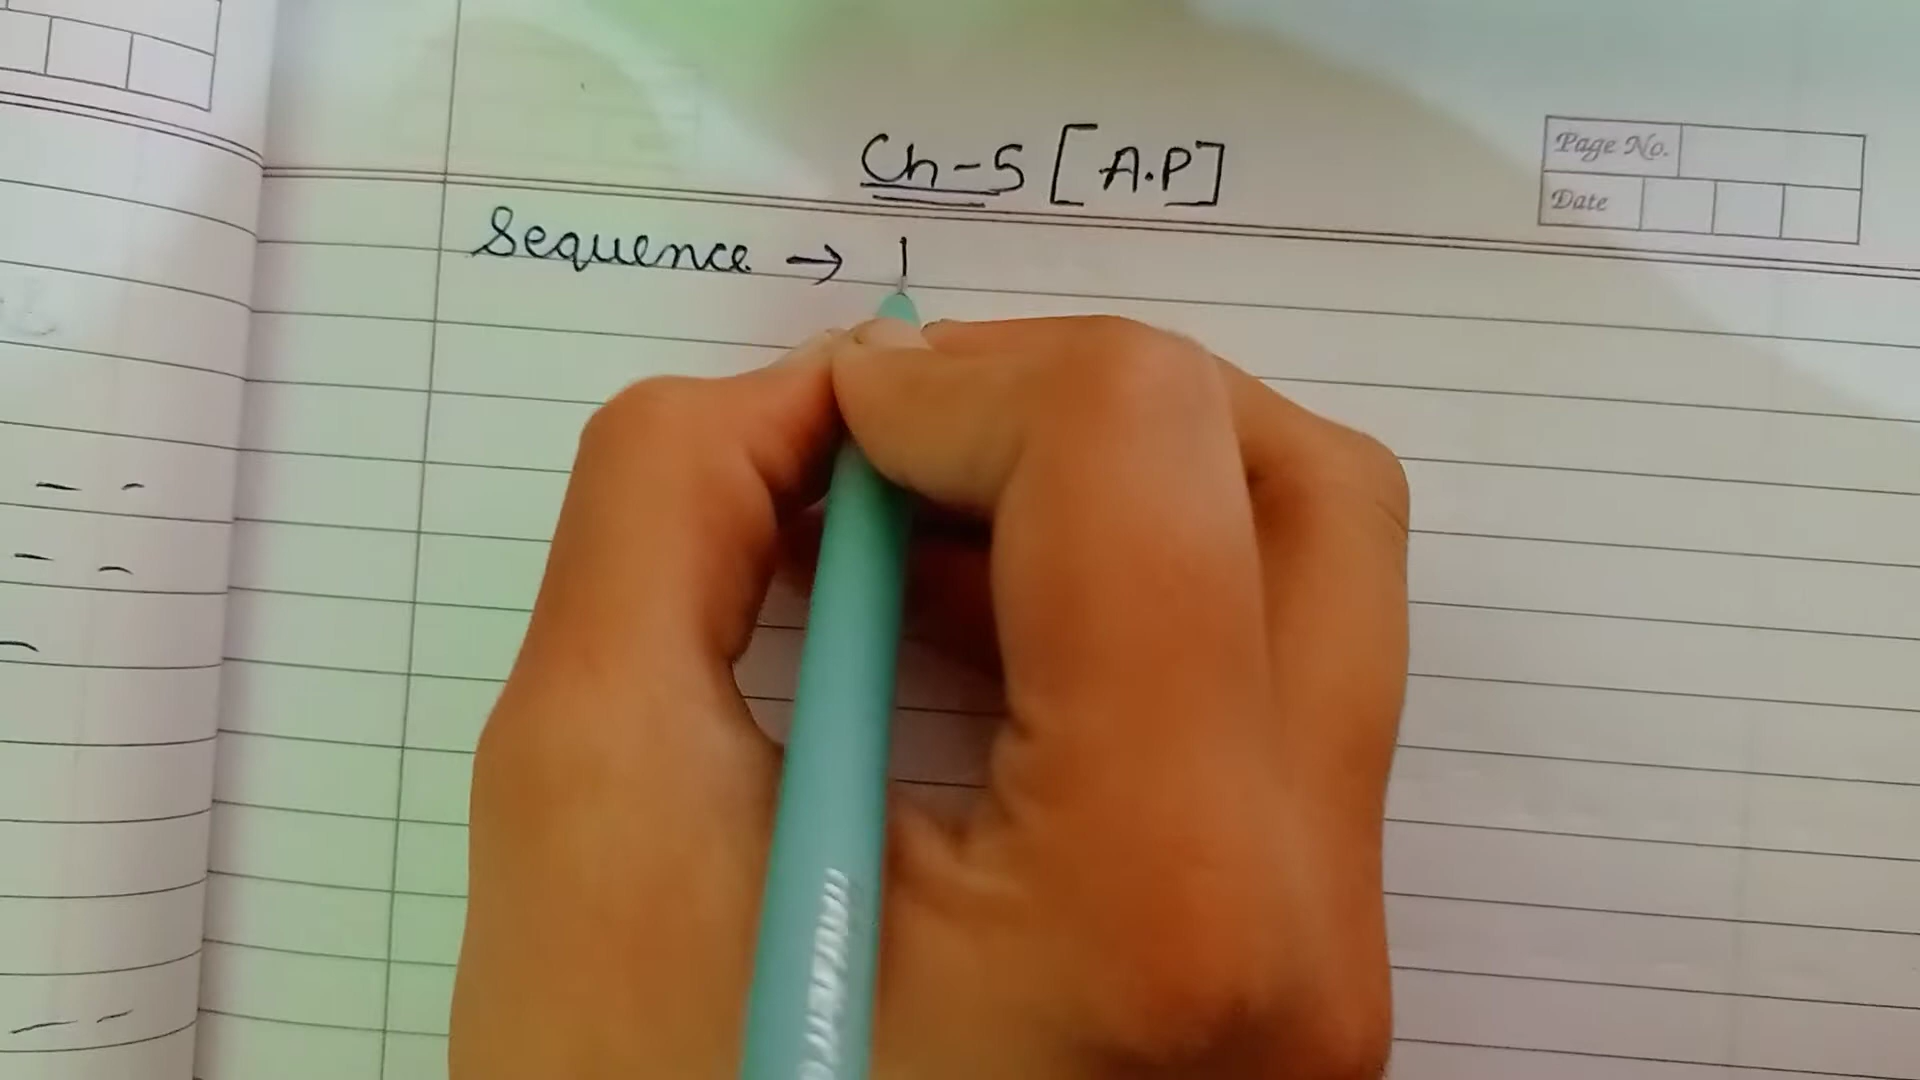 Ch-5 [A.P]
Page No.
Date
Sequence → 1